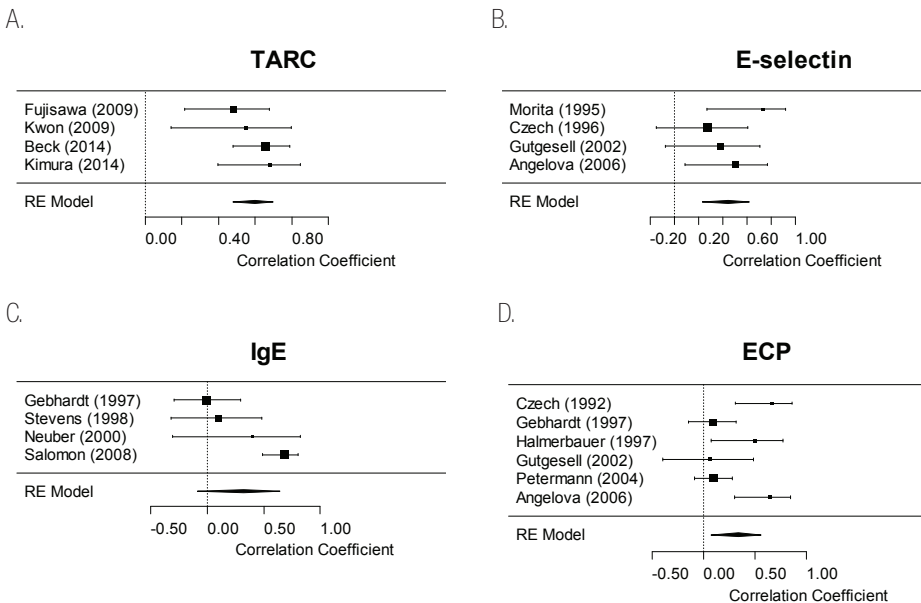 A.
TARC
Fujisawa (2009)
Kwon (2009)
Beck (2014)
Kimura (2014)
RE Model
0.00 0.40 0.80
Correlation Coefficient
B.
E-selectin
Morita (1995)
Czech (1996)
Gutgesell (2002)
Angelova (2006)
RE Model
-0.20 0.20 0.60 1.00
Correlation Coefficient
C.
IgE
Gebhardt (1997)
Stevens (1998)
Neuber (2000)
Salomon (2008)
RE Model
-0.50 0.00 0.50 1.00
Correlation Coefficient
D.
ECP
Czech (1992)
Gebhardt (1997)
Halmerbauer (1997)
Gutgesell (2002)
Petermann (2004)
Angelova (2006)
RE Model
-0.50 0.00 0.50 1.00
Correlation Coefficient